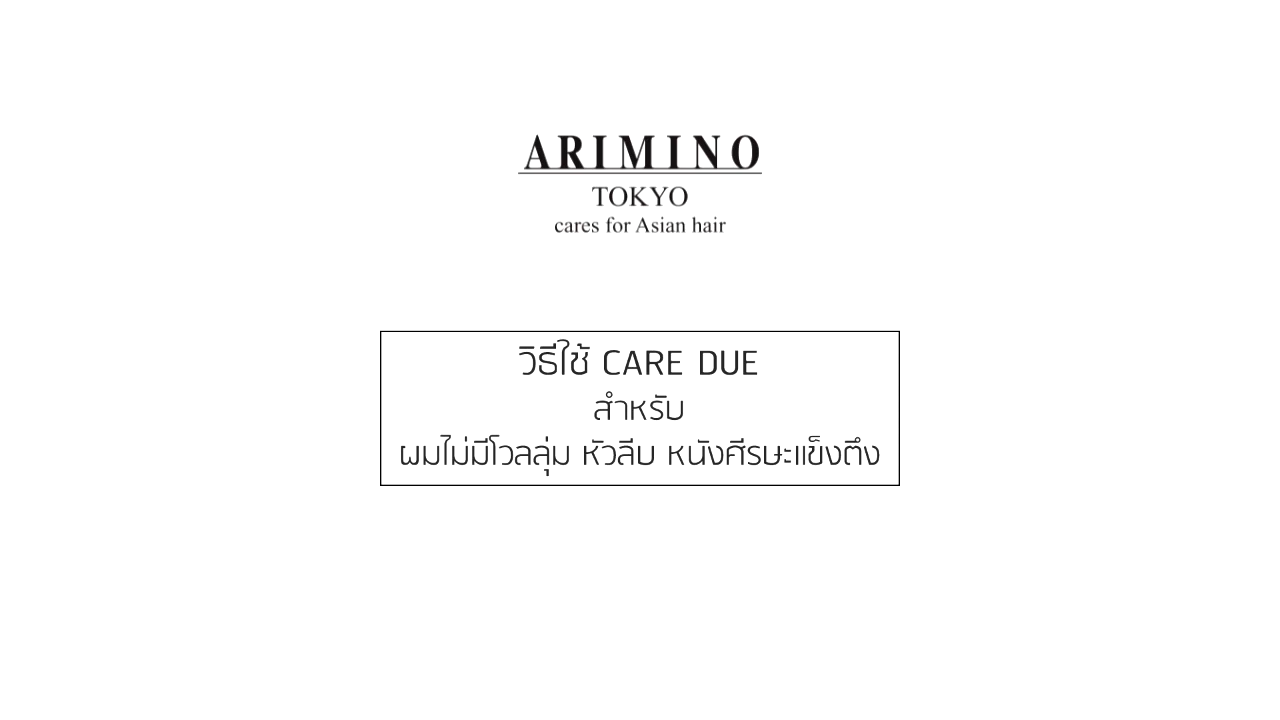 ARIMINO
TOKYO
cares for Asian hair
วิธีใช้ CARE DUE
สำหรับ
ผมไม่มีโวลลุ่ม หัวลีบ หนังศีรษะแข็งตึง